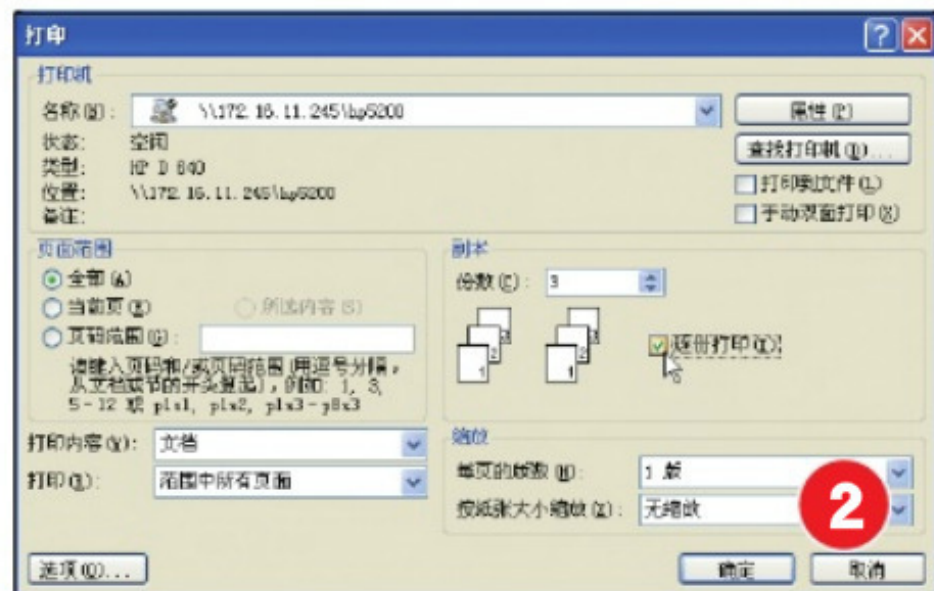 打印
打印机
名称(N): \\172.16.11.245\hp5200
属性(P)
状态: 空闲
查找打印机(D)...
类型: HP D 640
位置: \\172.16.11.245\hp5200
打印到文件(L)
备注:
手动双面打印(X)
页面范围
全部(A)
当前页(E) 所选内容(S)
页码范围(G):
请键入页码和/或页码范围(用逗号分隔,
从文档或节的开头算起),例如: 1, 3,
5-12 或 p1s1, p1s2, p1s3-p8s3
副本
份数(C): 3
1 2 3 1 2 3
逐份打印(T)
打印内容(W): 文档
打印(R): 范围中所有页面
缩放
每页的版数(H): 1 版
按纸张大小缩放(Z): 无缩放
2
选项(O)... 确定 取消